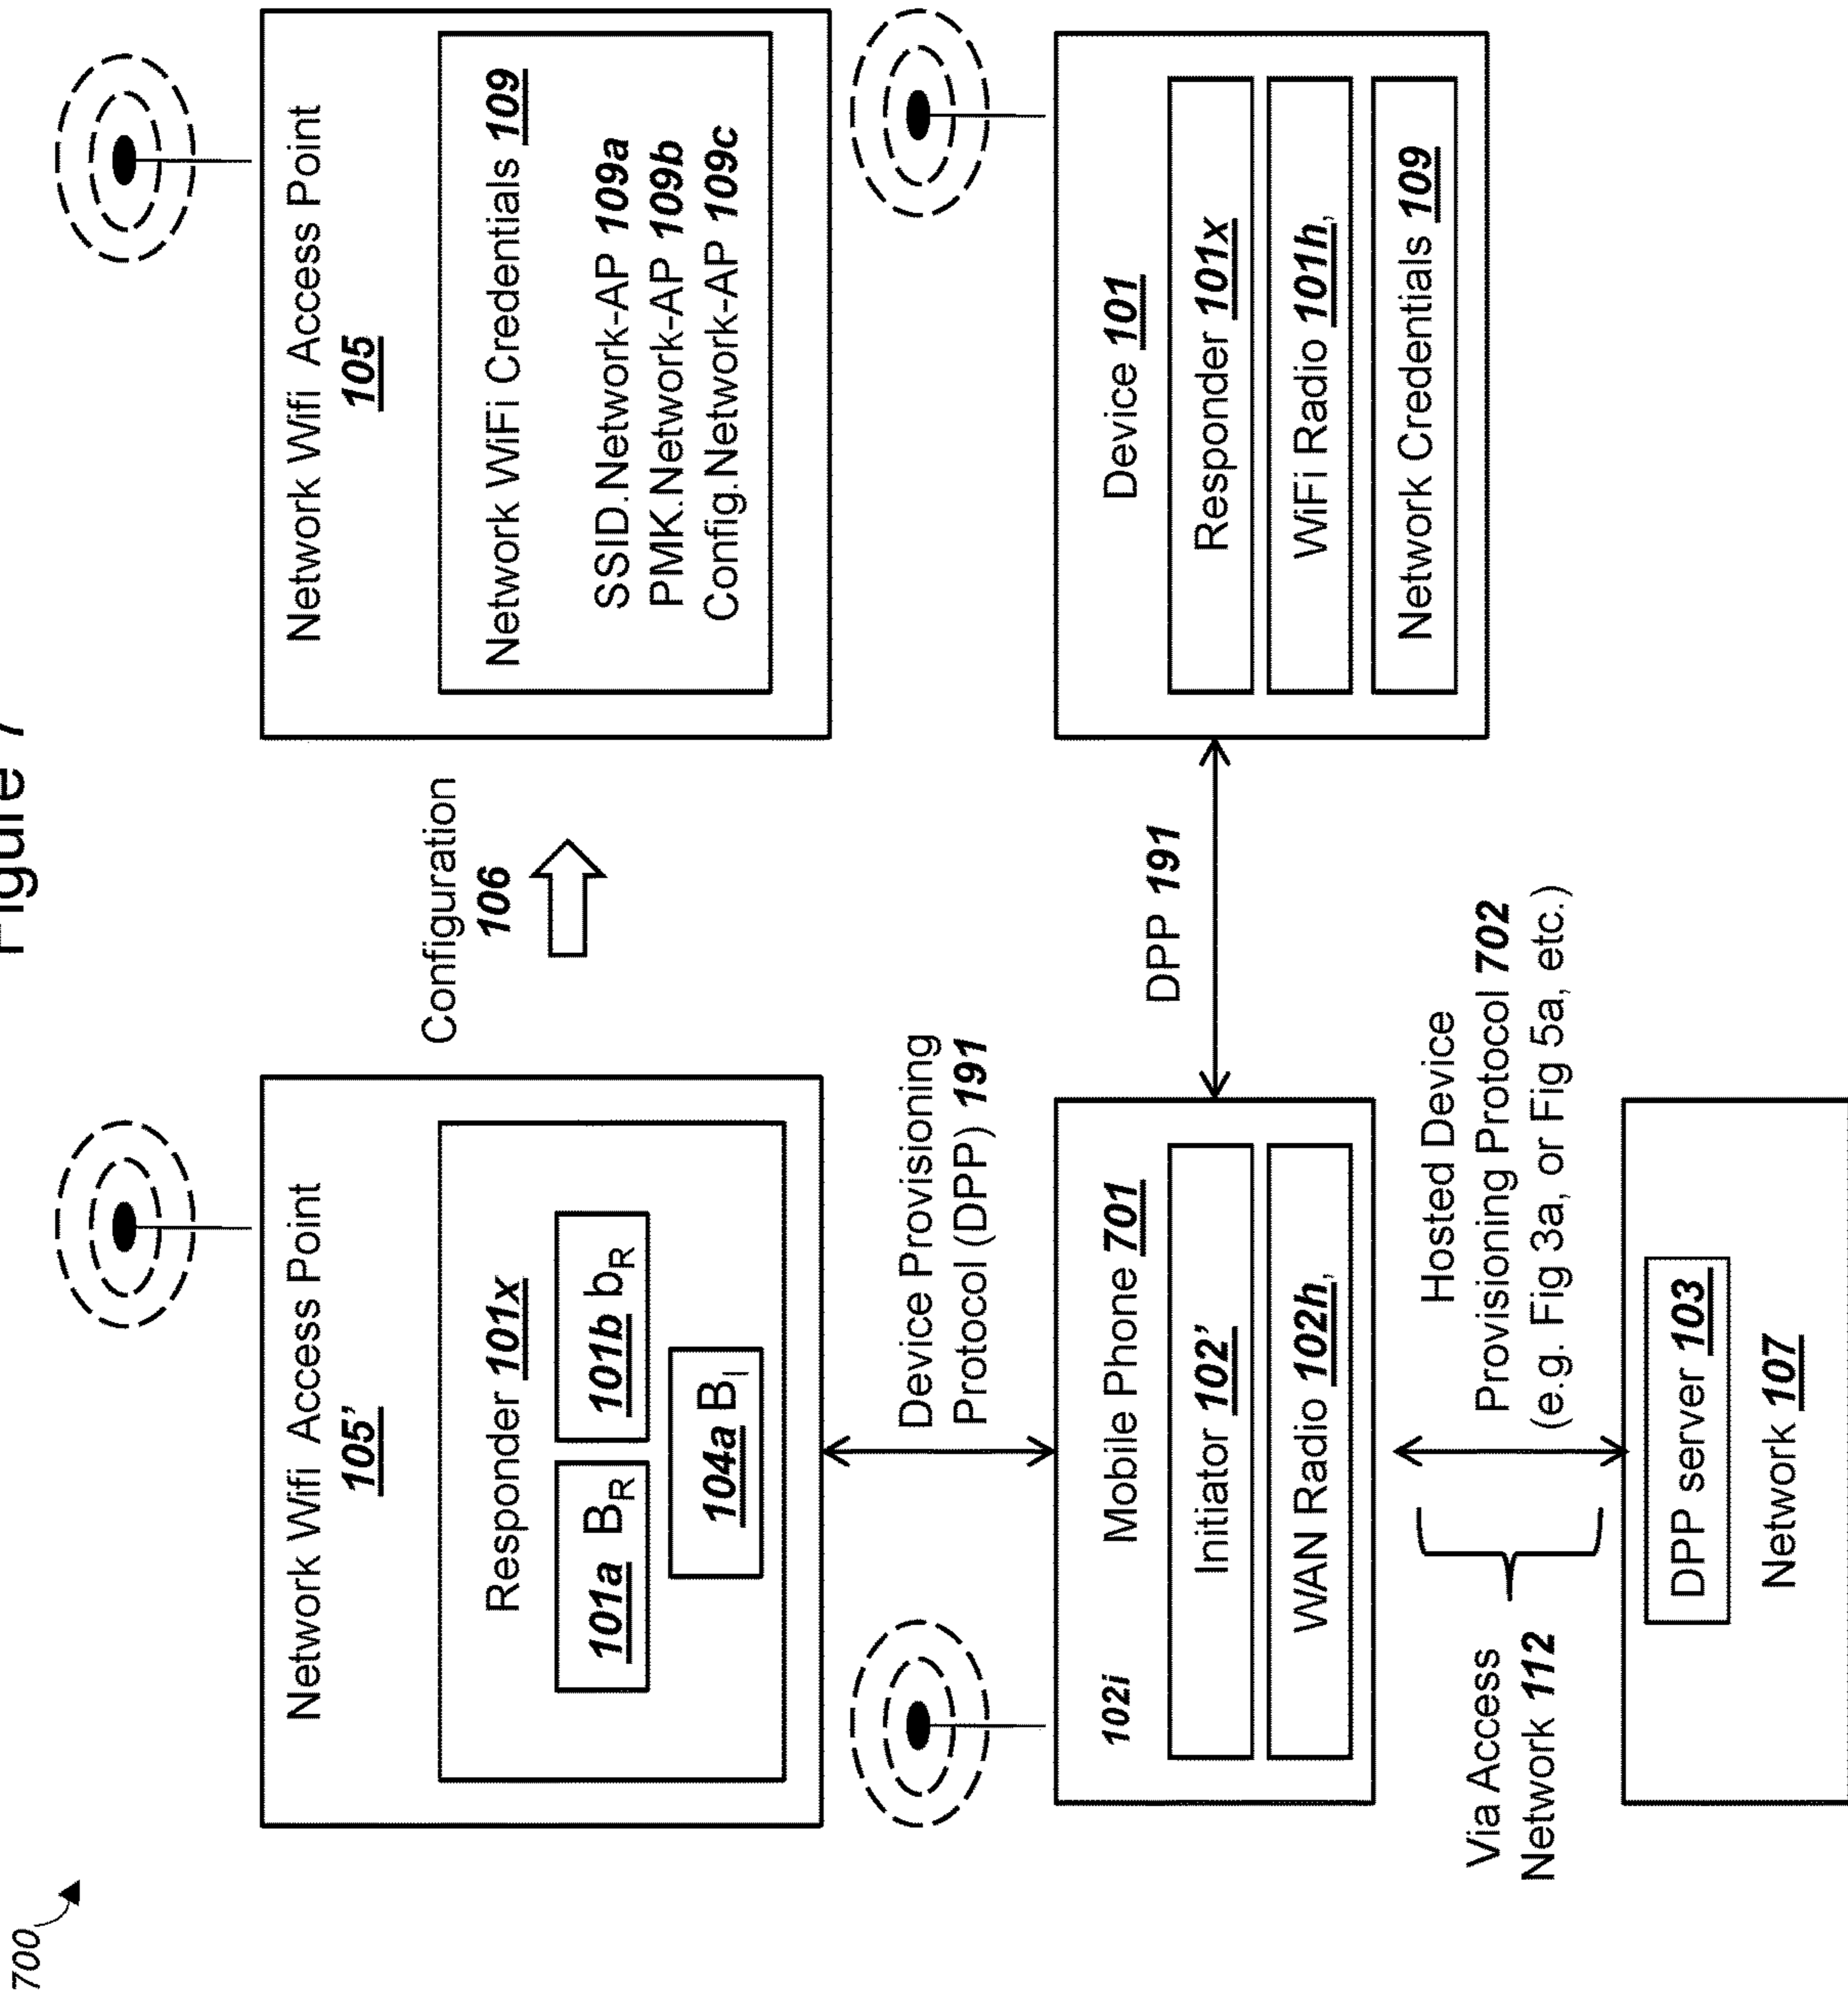 Figure 7
700
Network Wifi Access Point
105'
Responder 101x
101a BR
101b bR
104a BI
Configuration
106
Network Wifi Access Point
105
Network WiFi Credentials 109
SSID.Network-AP 109a
PMK.Network-AP 109b
Config.Network-AP 109c
Device Provisioning
Protocol (DPP) 191
102i
Mobile Phone 701
Initiator 102'
WAN Radio 102h,
DPP 191
Device 101
Responder 101x
WiFi Radio 101h,
Network Credentials 109
Via Access
Network 112
Hosted Device
Provisioning Protocol 702
(e.g. Fig 3a, or Fig 5a, etc.)
DPP server 103
Network 107